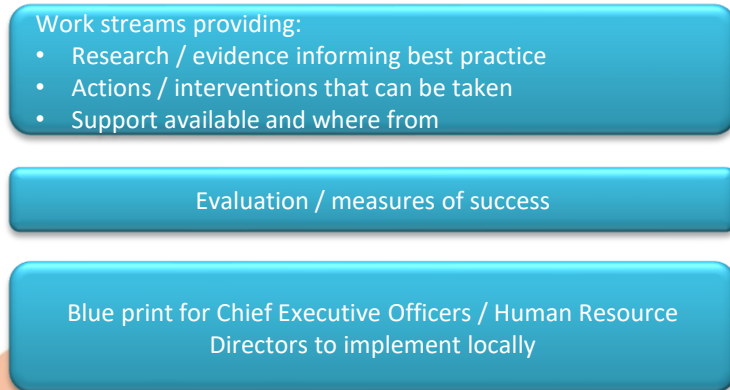 Work streams providing:
• Research / evidence informing best practice
• Actions / interventions that can be taken
• Support available and where from
Evaluation / measures of success
Blue print for Chief Executive Officers / Human Resource
Directors to implement locally